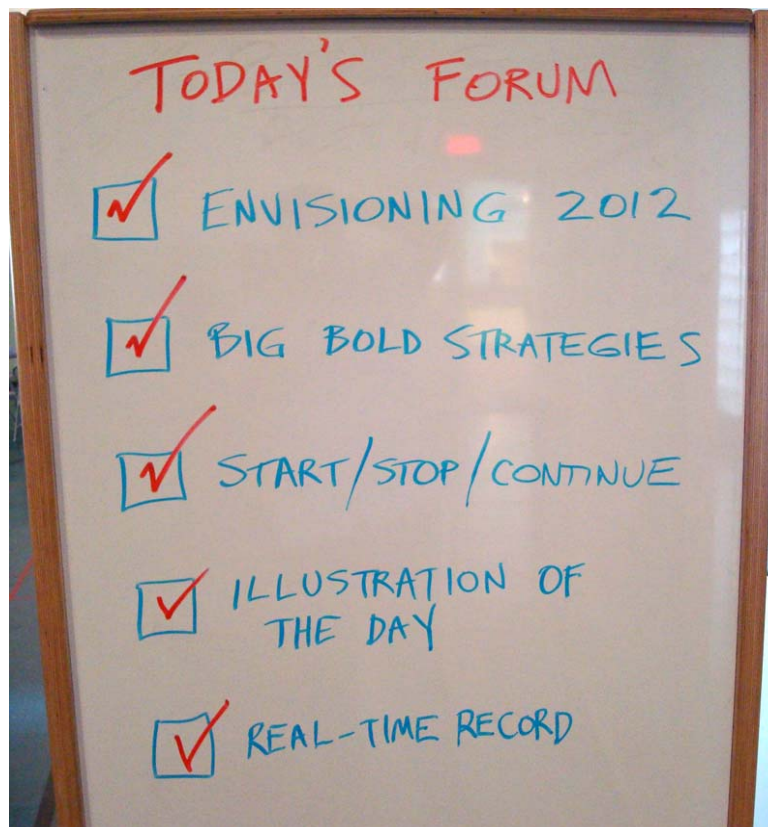 TODAY'S FORUM
ENVISIONING 2012
BIG BOLD STRATEGIES
START/STOP/CONTINUE
ILLUSTRATION OF
THE DAY
REAL-TIME RECORD